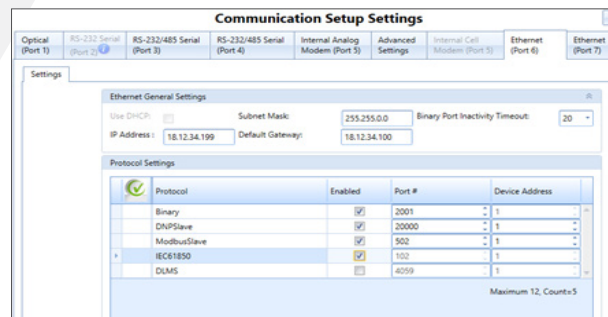 Communication Setup Settings
Optical (Port 1)
RS-232 Serial (Port 2)
RS-232/485 Serial (Port 3)
RS-232/485 Serial (Port 4)
Internal Analog Modem (Port 5)
Advanced Settings
Internal Cell Modem (Port 5)
Ethernet (Port 6)
Ethernet (Port 7)
Settings
Ethernet General Settings
Use DHCP: Subnet Mask: 255.255.0.0 Binary Port Inactivity Timeout: 20
IP Address : 18.12.34.199 Default Gateway: 18.12.34.100
Protocol Settings
Protocol Enabled Port # Device Address
Binary 2001 1
DNPSlave 20000 1
ModbusSlave 502 1
IEC61850 102 1
DLMS 4059 1
Maximum 12, Count=5